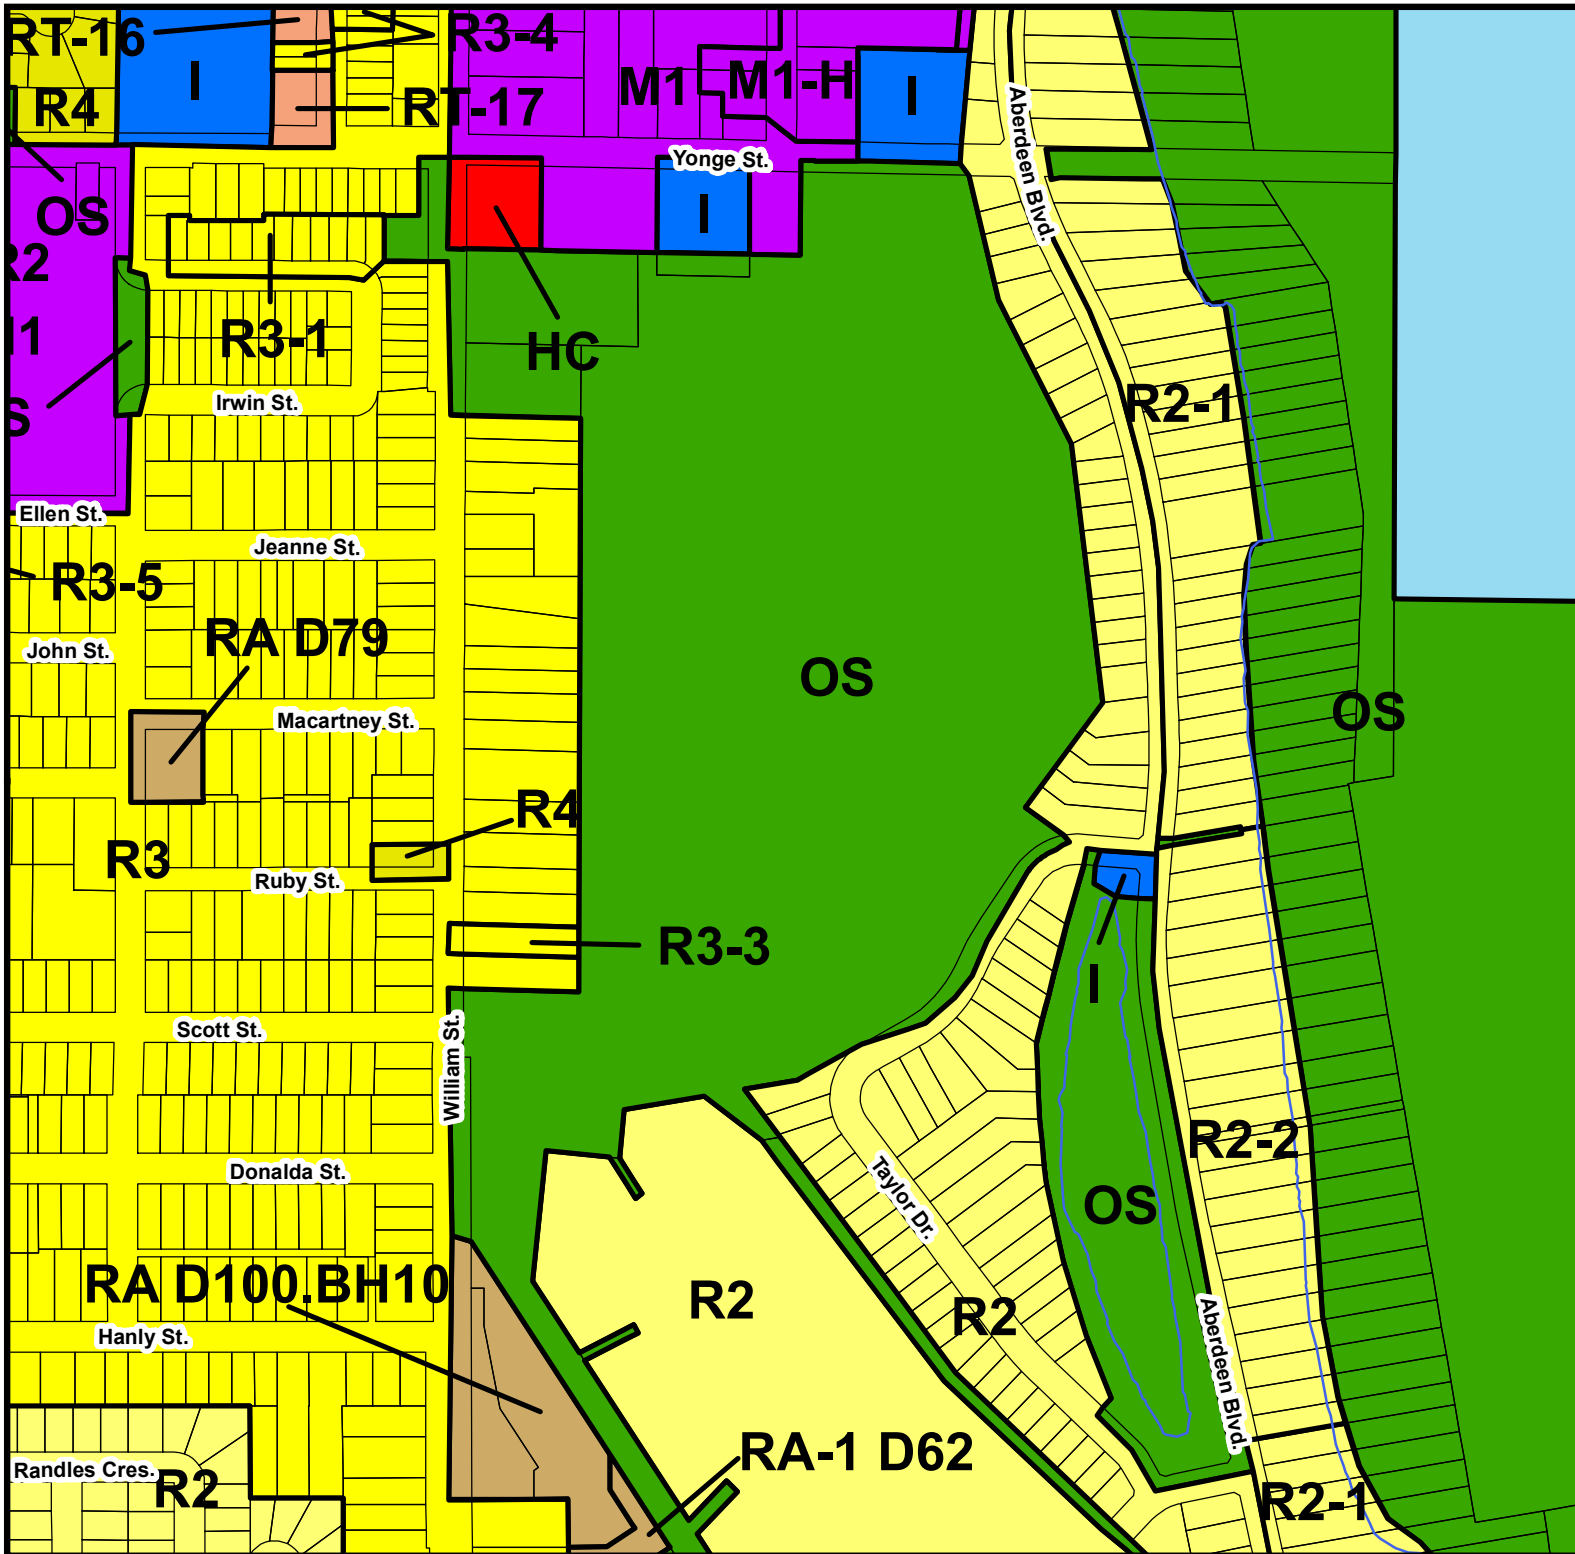 RT-16
I
R3-4
R4
RT-17
M1
M1-H
I
Aberdeen Blvd.
Yonge St.
OS
I
R2
R3-1
HC
Irwin St.
R2-1
Ellen St.
Jeanne St.
R3-5
RA D79
John St.
OS
OS
Macartney St.
R4
R3
Ruby St.
R3-3
I
Scott St.
William St.
R2-2
Donalda St.
Taylor Dr.
OS
RA D100.BH10
R2
R2
Hanly St.
Aberdeen Blvd.
RA-1 D62
Randles Cres.
R2
R2-1